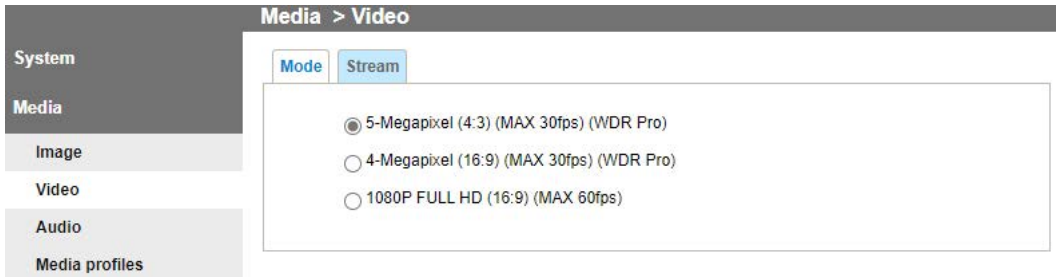 Media > Video
System
Media
Image
Video
Audio
Media profiles
Mode Stream
5-Megapixel (4:3) (MAX 30fps) (WDR Pro)
4-Megapixel (16:9) (MAX 30fps) (WDR Pro)
1080P FULL HD (16:9) (MAX 60fps)